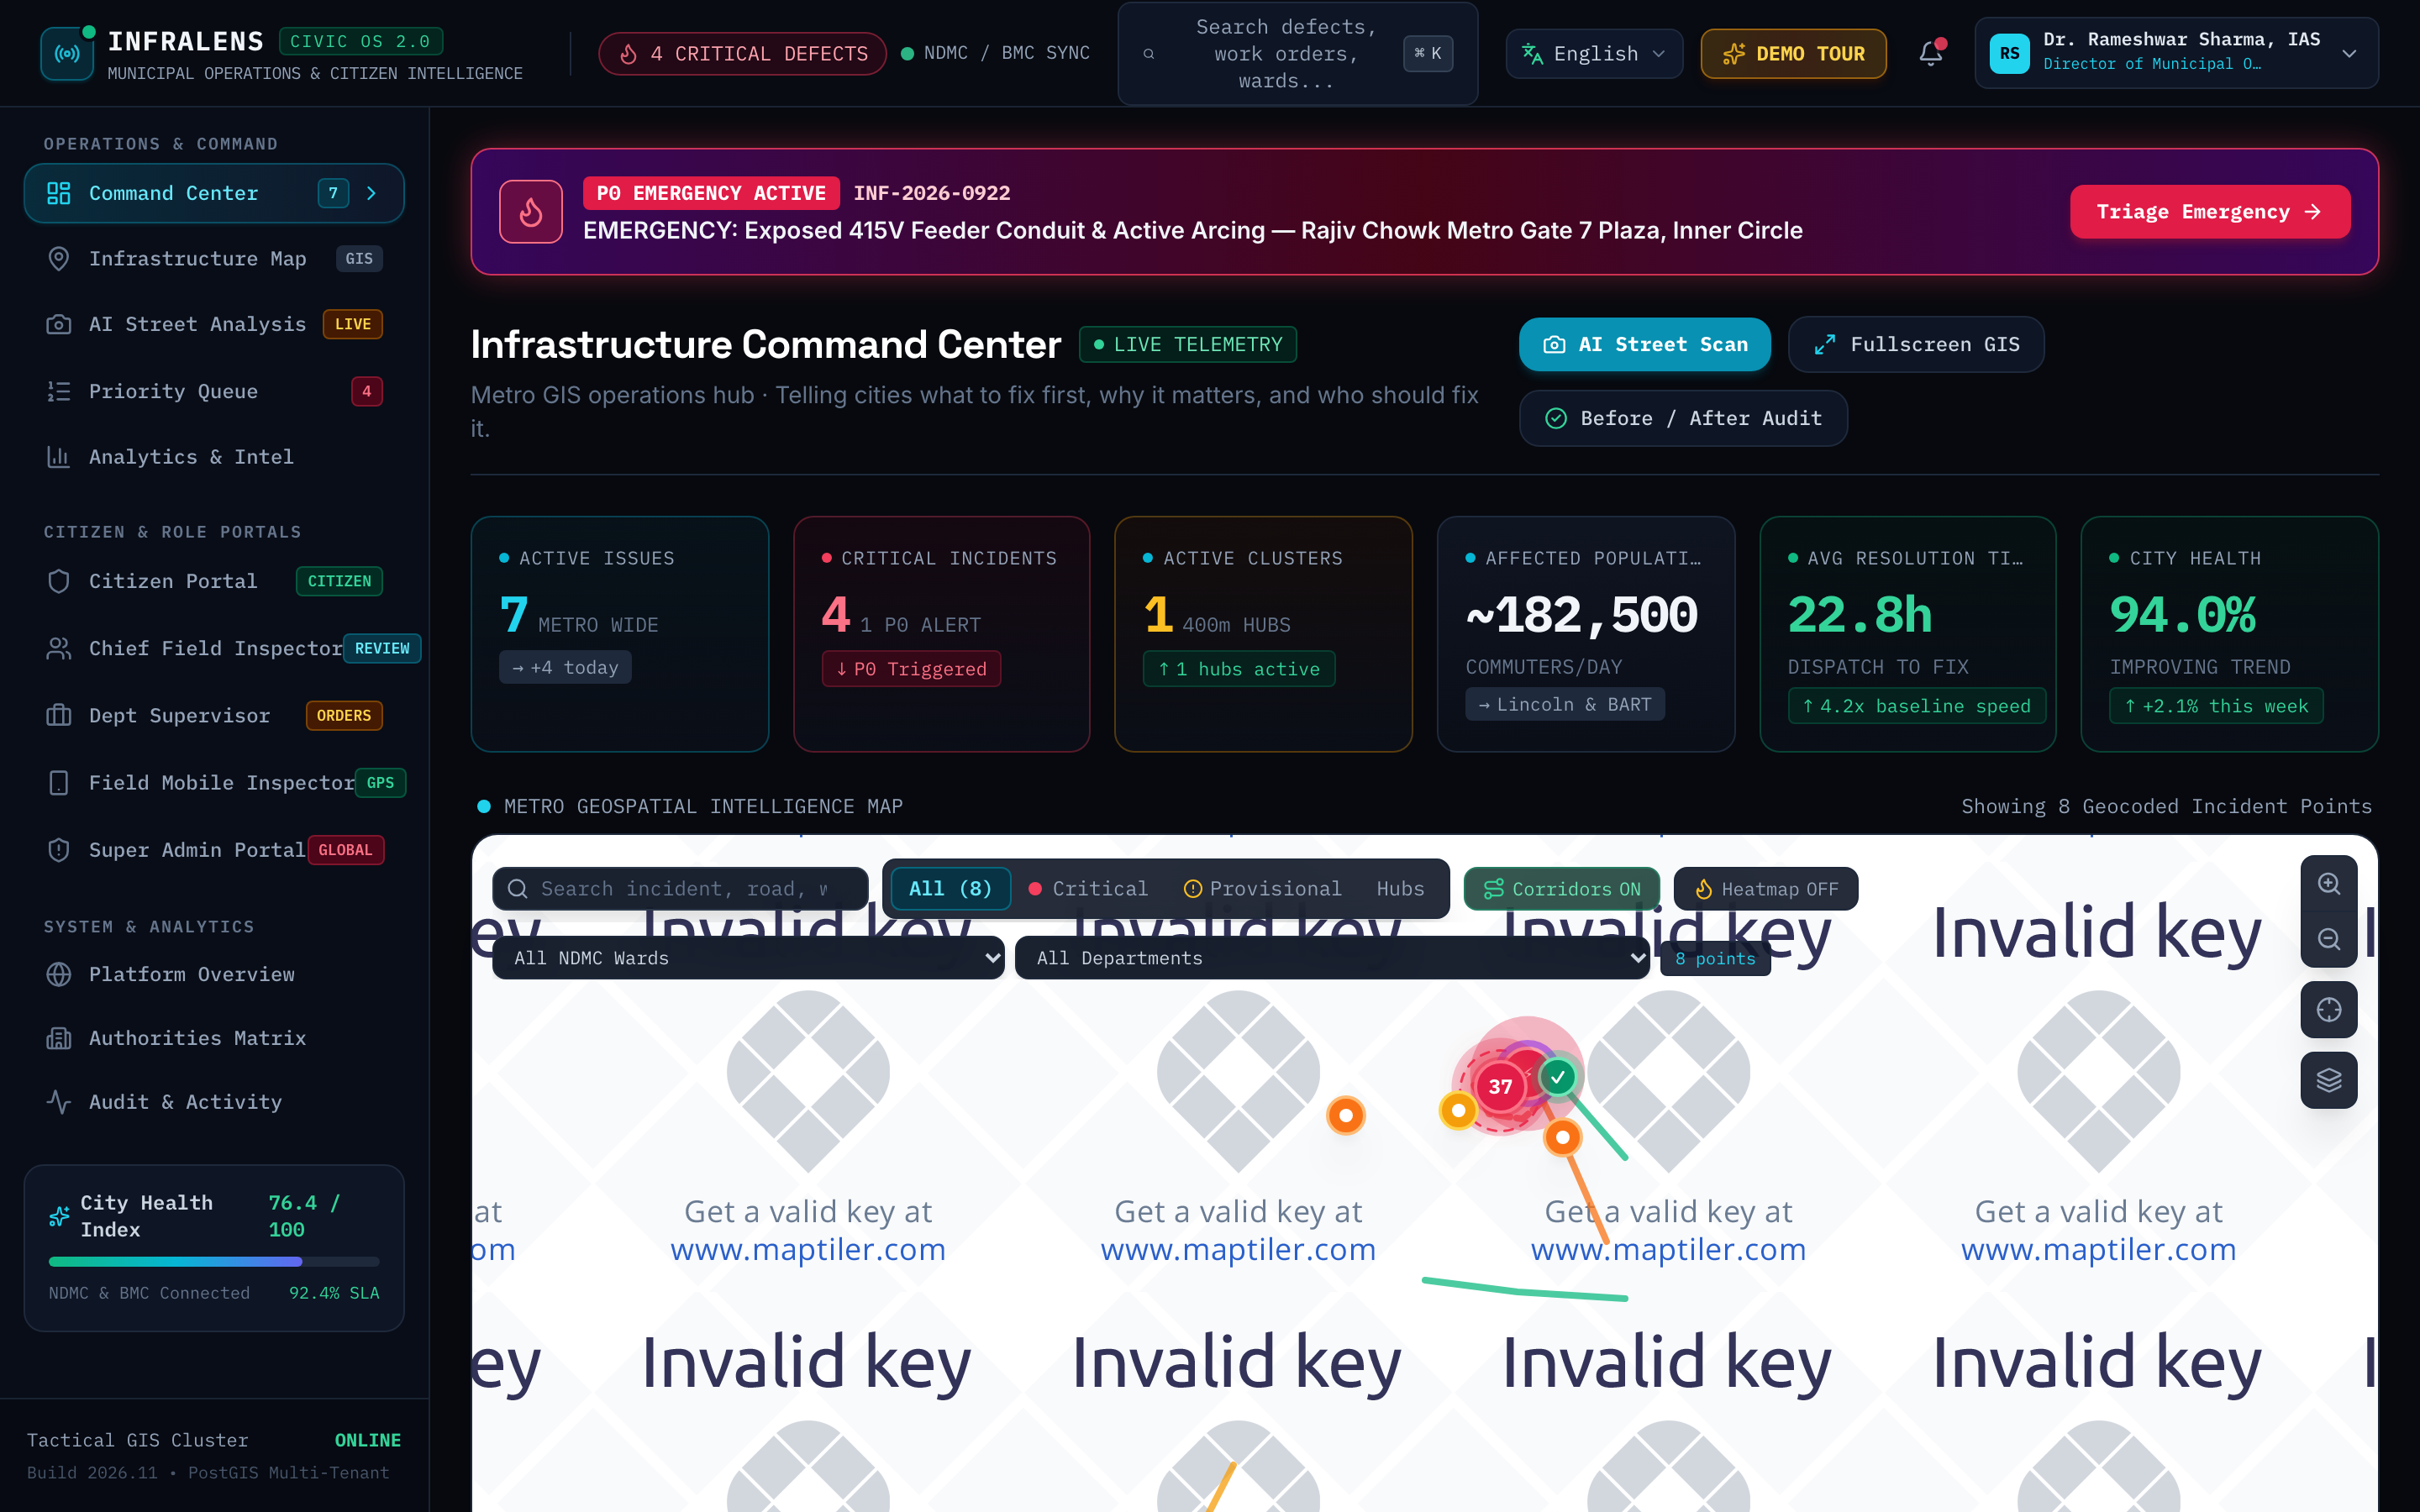 INFRALENS CIVIC OS 2.0
MUNICIPAL OPERATIONS & CITIZEN INTELLIGENCE
4 CRITICAL DEFECTS
NDMC / BMC SYNC
Search defects,
work orders,
wards...
⌘ K
English
DEMO TOUR
RS
Dr. Rameshwar Sharma, IAS
Director of Municipal O…
OPERATIONS & COMMAND
Command Center 7
Infrastructure Map GIS
AI Street Analysis LIVE
Priority Queue 4
Analytics & Intel
CITIZEN & ROLE PORTALS
Citizen Portal CITIZEN
Chief Field Inspector REVIEW
Dept Supervisor ORDERS
Field Mobile Inspector GPS
Super Admin Portal GLOBAL
SYSTEM & ANALYTICS
Platform Overview
Authorities Matrix
Audit & Activity
City Health
Index
76.4 /
100
NDMC & BMC Connected 92.4% SLA
Tactical GIS Cluster ONLINE
Build 2026.11 • PostGIS Multi-Tenant
P0 EMERGENCY ACTIVE INF-2026-0922
EMERGENCY: Exposed 415V Feeder Conduit & Active Arcing — Rajiv Chowk Metro Gate 7 Plaza, Inner Circle
Triage Emergency →
Infrastructure Command Center LIVE TELEMETRY
Metro GIS operations hub · Telling cities what to fix first, why it matters, and who should fix
it.
AI Street Scan
Fullscreen GIS
Before / After Audit
ACTIVE ISSUES
7 METRO WIDE
→ +4 today
CRITICAL INCIDENTS
4 1 P0 ALERT
↓ P0 Triggered
ACTIVE CLUSTERS
1 400m HUBS
↑ 1 hubs active
AFFECTED POPULATI…
~182,500
COMMUTERS/DAY
→ Lincoln & BART
AVG RESOLUTION TI…
22.8h
DISPATCH TO FIX
↑ 4.2x baseline speed
CITY HEALTH
94.0%
IMPROVING TREND
↑ +2.1% this week
METRO GEOSPATIAL INTELLIGENCE MAP
Showing 8 Geocoded Incident Points
Search incident, road, w
All (8) Critical Provisional Hubs
Corridors ON
Heatmap OFF
ey Invalid key Invalid key Invalid key Invalid key I
All NDMC Wards
All Departments
8 points
37
at Get a valid key at Get a valid key at Get a valid key at Get a valid key at
om www.maptiler.com www.maptiler.com www.maptiler.com www.maptiler.com
ey Invalid key Invalid key Invalid key Invalid key I